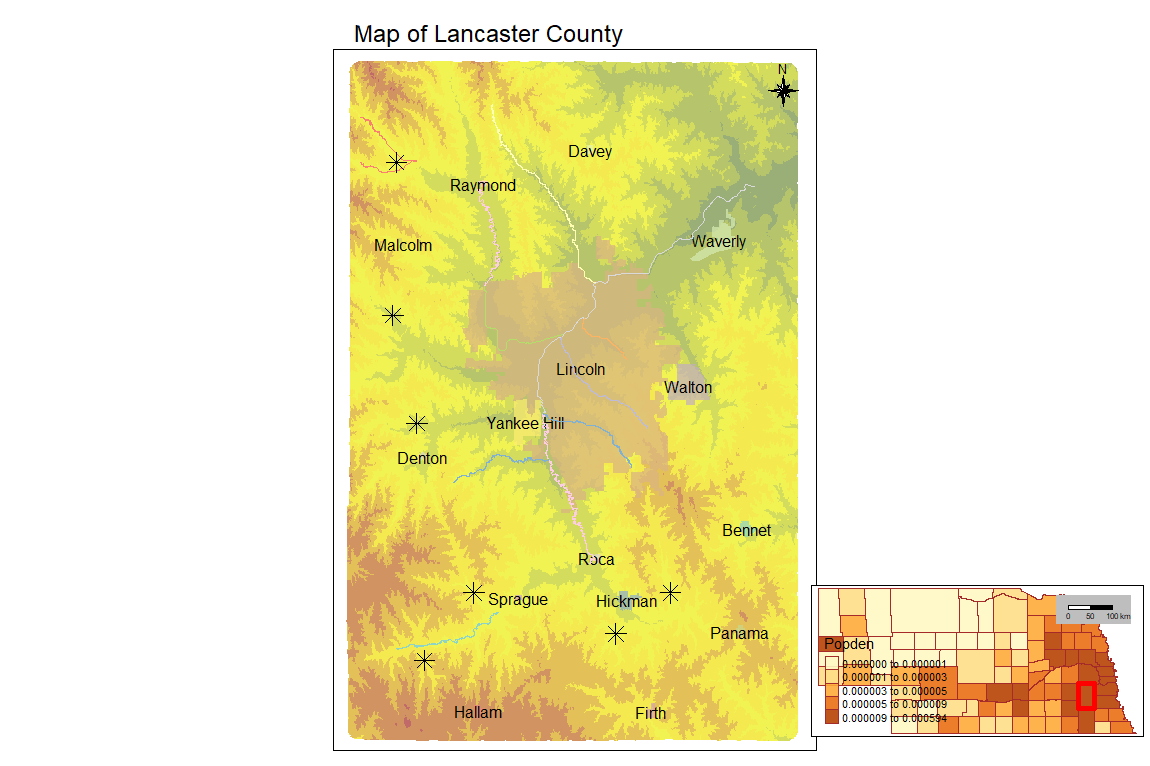 Map of Lancaster County
N
Davey
Raymond
Malcolm
Waverly
Lincoln
Walton
Yankee Hill
Denton
Bennet
Roca
Sprague
Hickman
Panama
Hallam
Firth
0 50 100 km
Popden
0.000000 to 0.000001
0.000001 to 0.000003
0.000003 to 0.000005
0.000005 to 0.000009
0.000009 to 0.000594